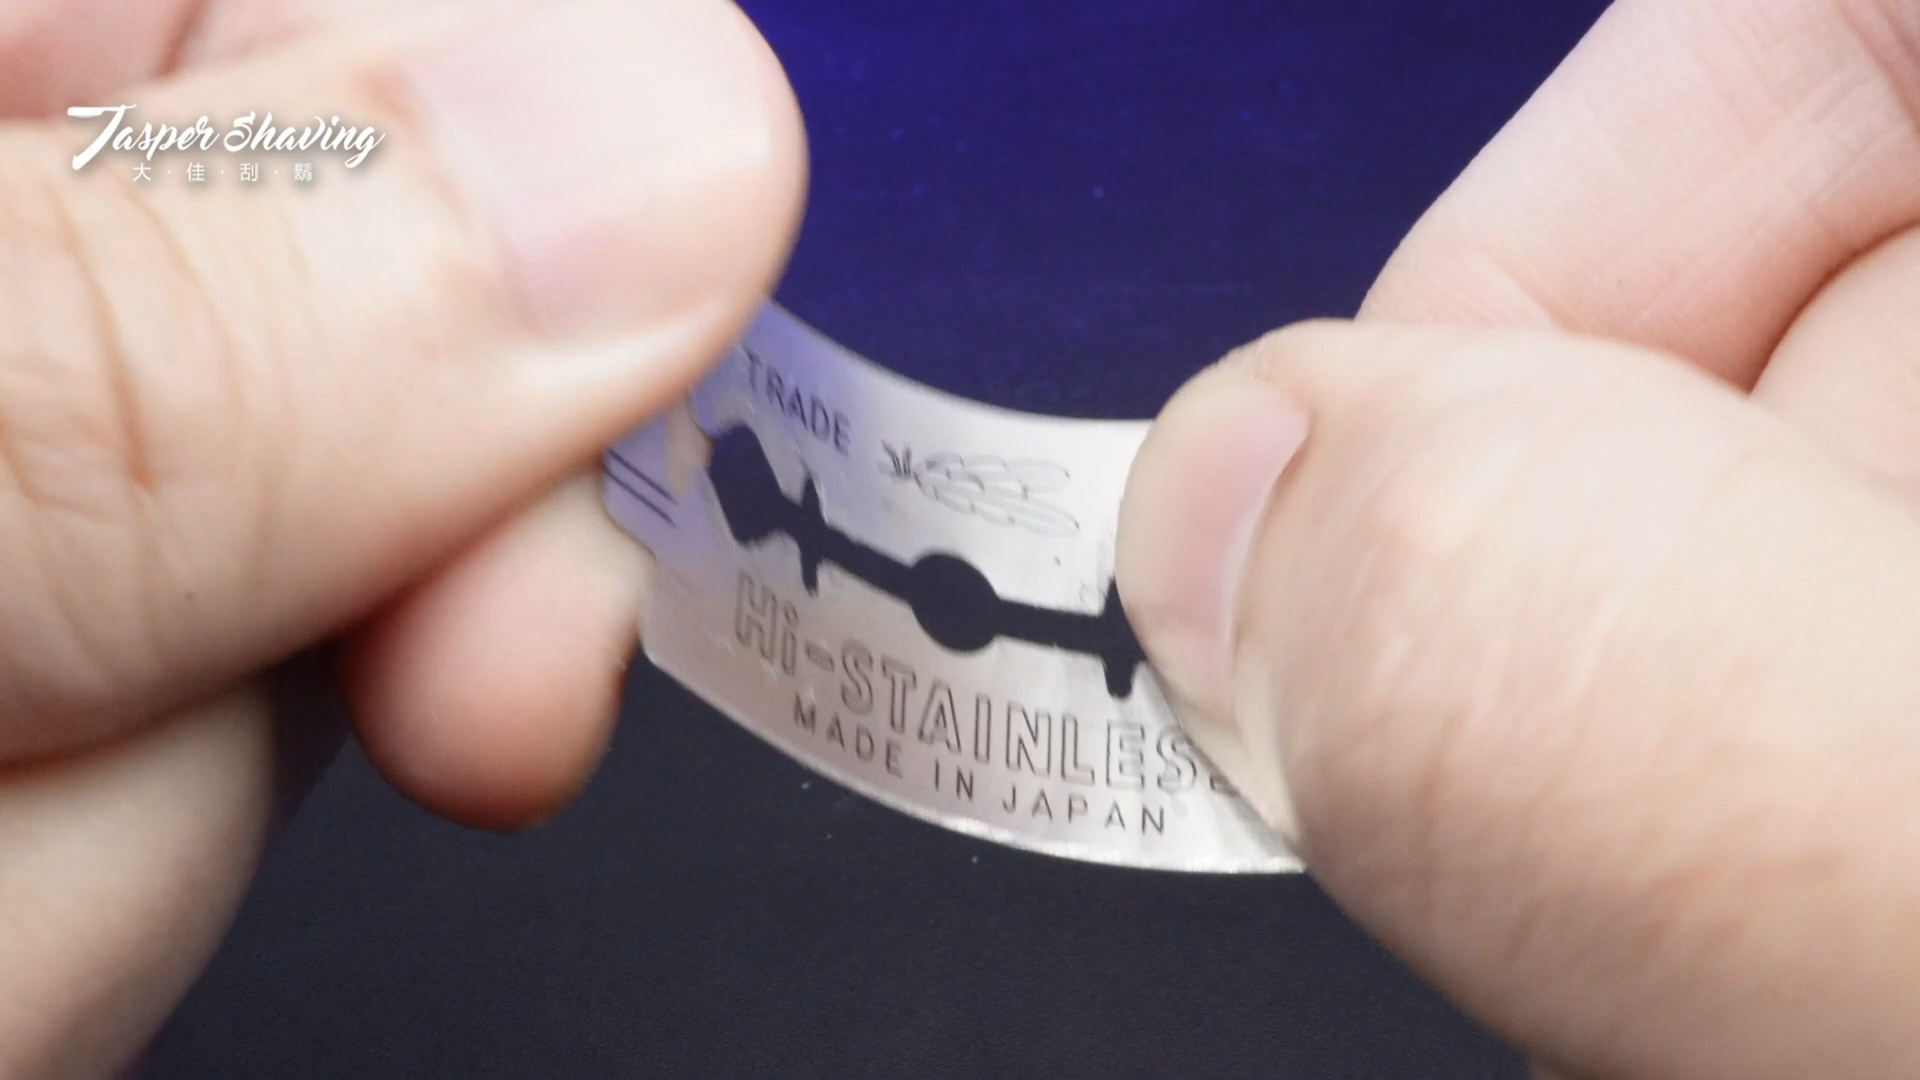 Jasper Shaving
大·佳·刮·鬍
TRADE
Hi-STAINLESS
MADE IN JAPAN